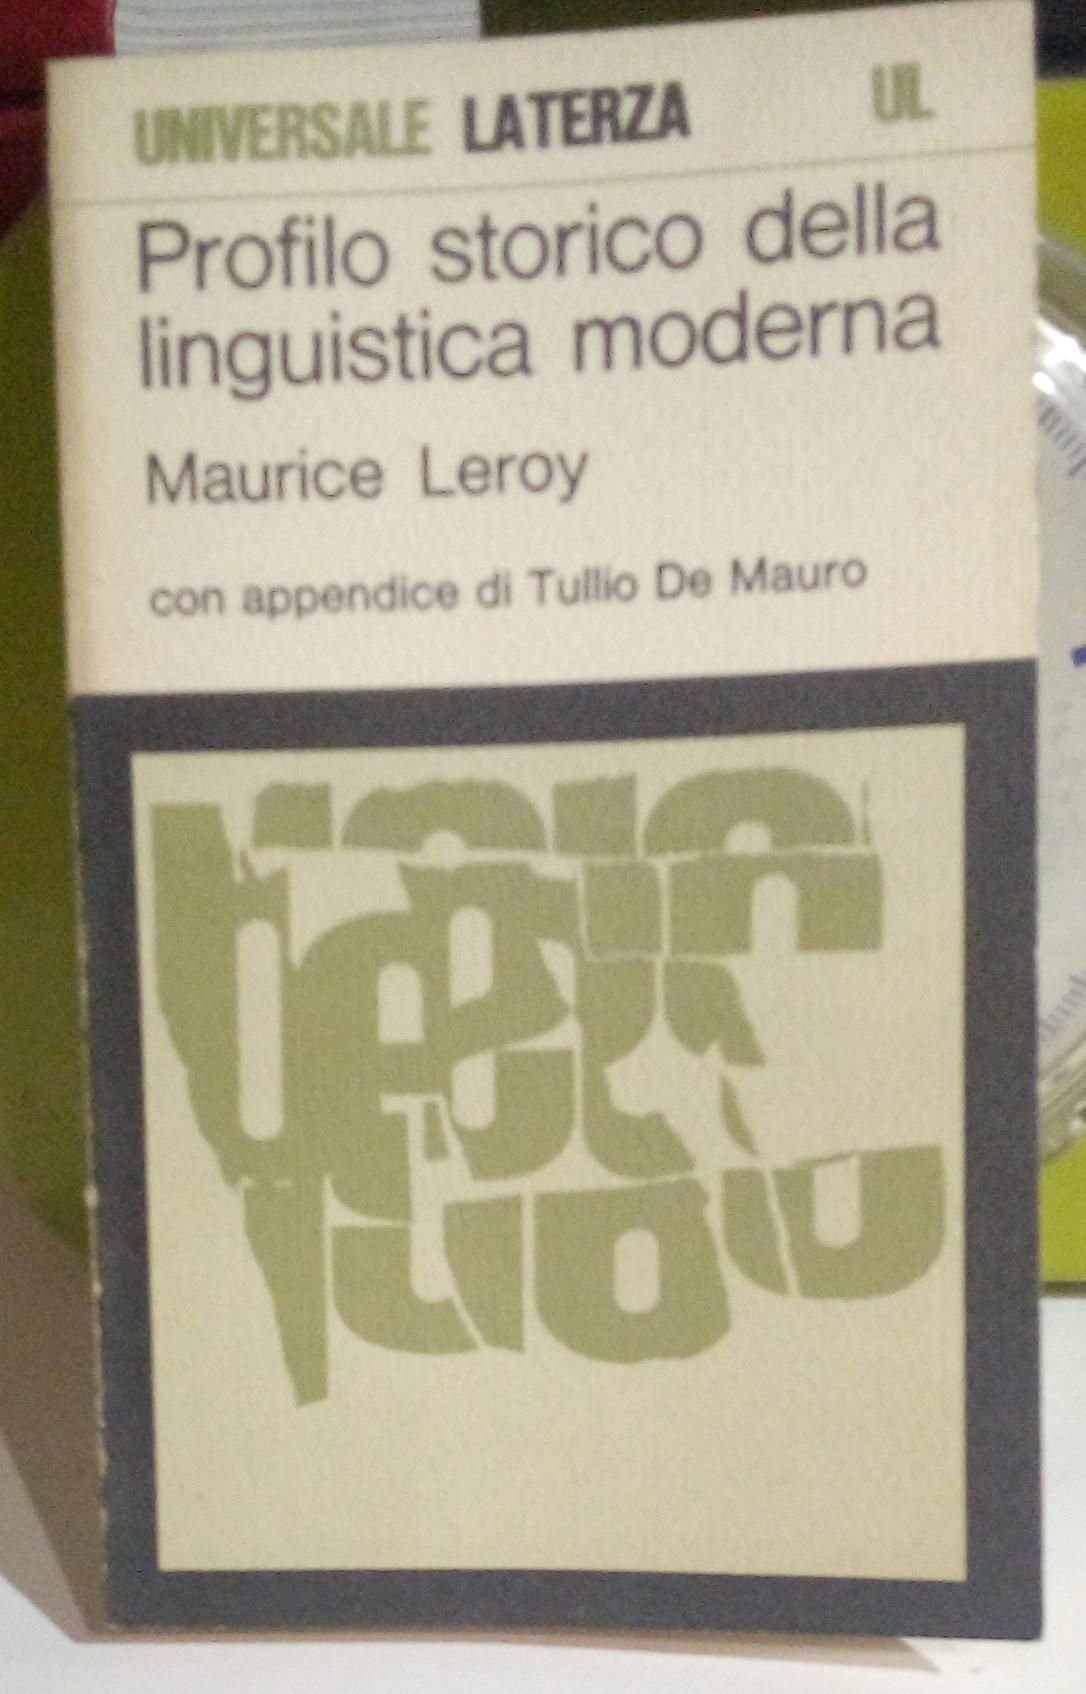 UNIVERSALE LATERZA UL
Profilo storico della
linguistica moderna
Maurice Leroy
con appendice di Tullio De Mauro